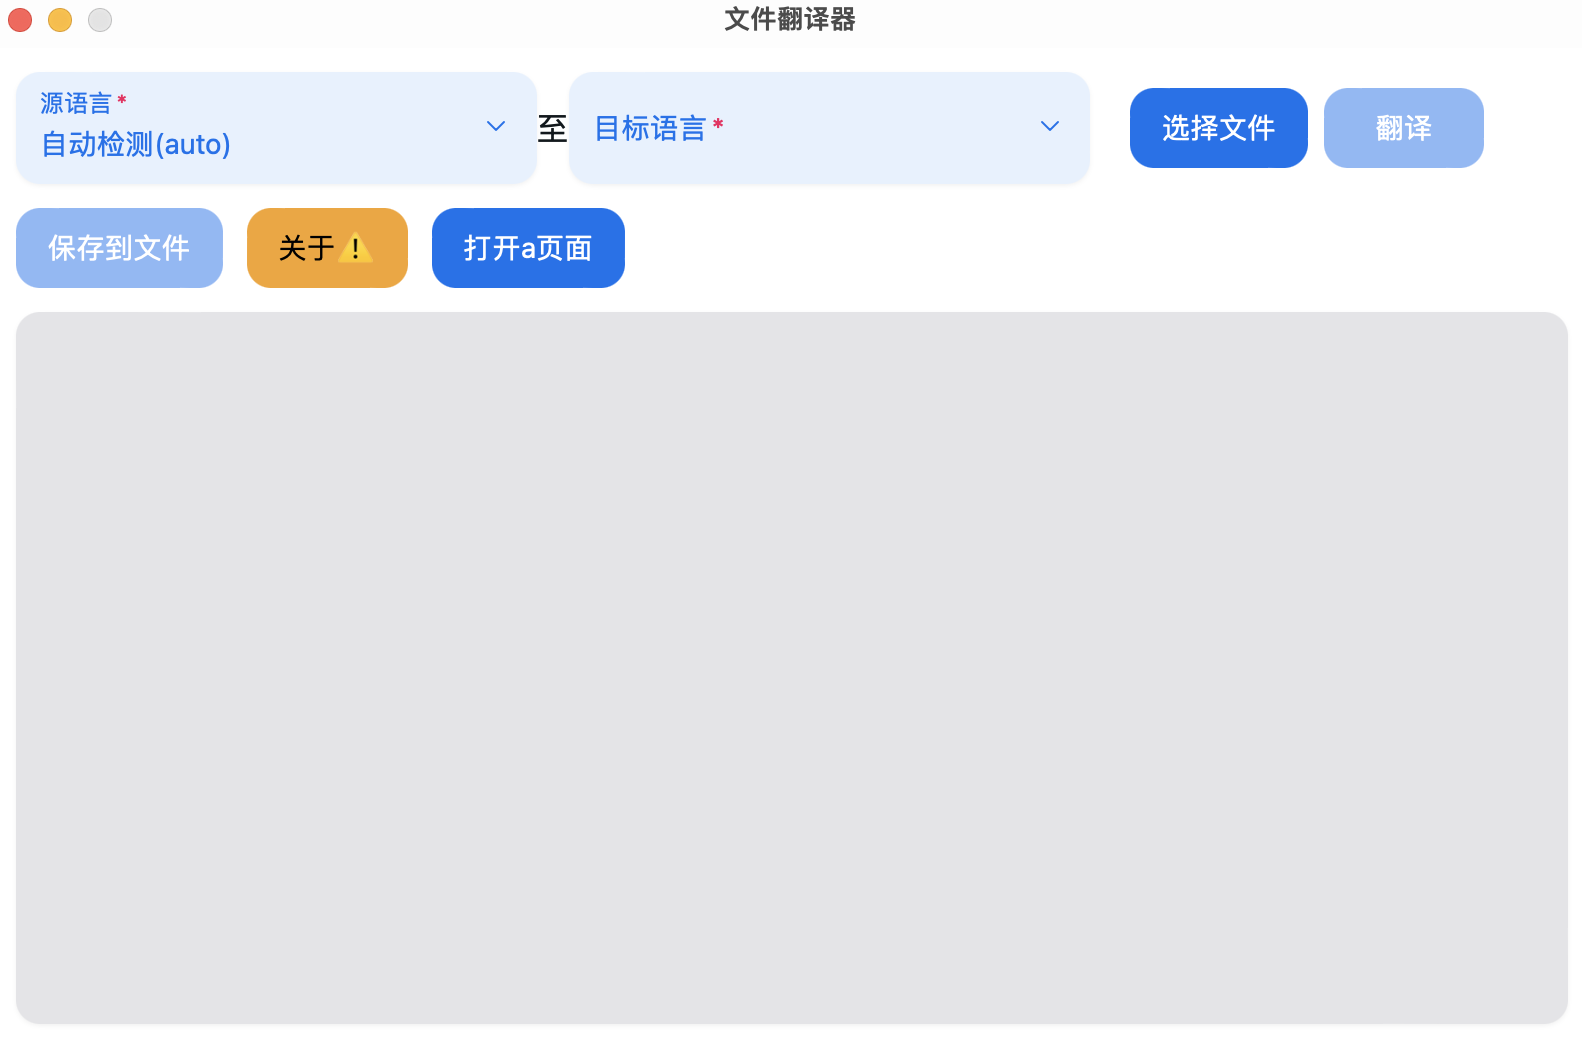 文件翻译器
源语言*
自动检测(auto)
至
目标语言*
选择文件
翻译
保存到文件
关于⚠️
打开a页面